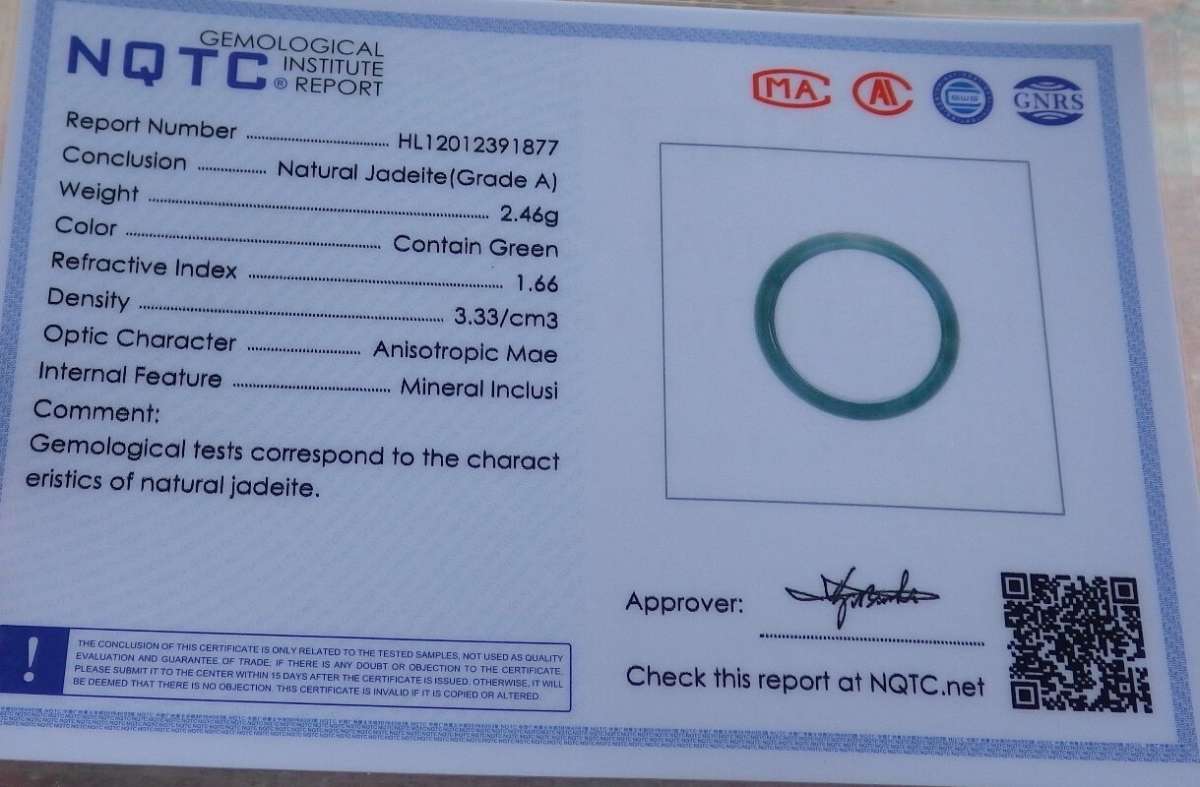 NQTC® GEMOLOGICAL INSTITUTE REPORT
MA
GNRS
Report Number ........................ HL12012391877
Conclusion ............ Natural Jadeite(Grade A)
Weight ........................ 2.46g
Color ........................ Contain Green
Refractive Index ........................ 1.66
Density ........................ 3.33/cm3
Optic Character ........................ Anisotropic Mae
Internal Feature ........................ Mineral Inclusi
Comment:
Gemological tests correspond to the charact
eristics of natural jadeite.
Approver:
Check this report at NQTC.net
!
THE CONCLUSION OF THIS CERTIFICATE IS ONLY RELATED TO THE TESTED SAMPLES, NOT USED AS QUALITY
EVALUATION AND GUARANTEE OF TRADE. IF THERE IS ANY DOUBT OR OBJECTION TO THE CERTIFICATE,
PLEASE SUBMIT IT TO THE CENTER WITHIN 15 DAYS AFTER THE CERTIFICATE IS ISSUED. OTHERWISE, IT WILL
BE DEEMED THAT THERE IS NO OBJECTION. THIS CERTIFICATE IS INVALID IF IT IS COPIED OR ALTERED.